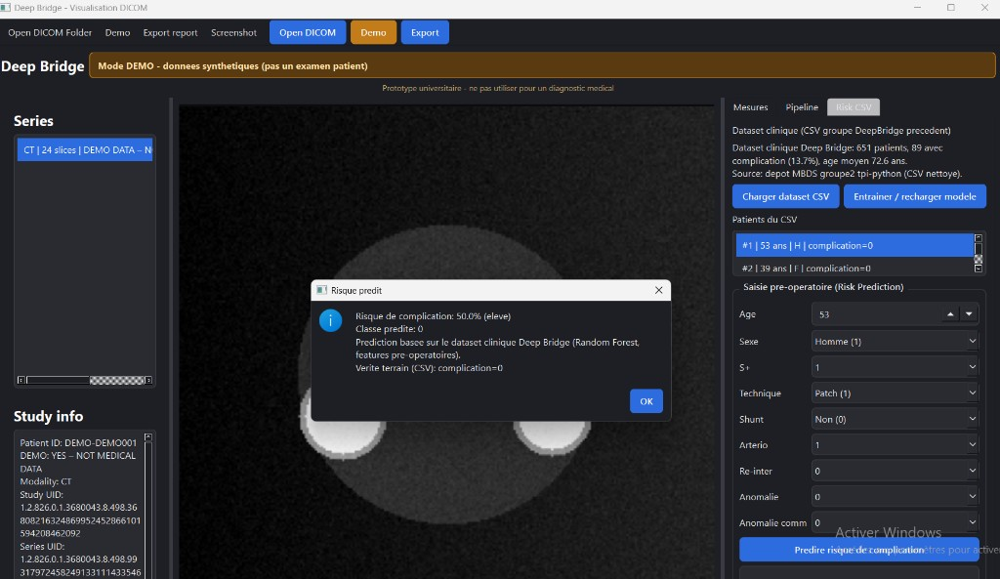 Deep Bridge - Visualisation DICOM
Open DICOM Folder Demo Export report Screenshot Open DICOM Demo Export
Deep Bridge
Mode DEMO - donnees synthetiques (pas un examen patient)
Prototype universitaire - ne pas utiliser pour un diagnostic medical
Series
CT | 24 slices | DEMO DATA – N
Study info
Patient ID: DEMO-DEMO001
DEMO: YES – NOT MEDICAL
DATA
Modality: CT
Study UID:
1.2.826.0.1.3680043.8.498.36
808216324869952452866101
594208462092
Series UID:
1.2.826.0.1.3680043.8.498.99
317972458249133111433546
Risque predit
Risque de complication: 50.0% (eleve)
Classe predite: 0
Prediction basee sur le dataset clinique Deep Bridge (Random Forest,
features pre-operatoires).
Verite terrain (CSV): complication=0
OK
Mesures Pipeline Risk CSV
Dataset clinique (CSV groupe DeepBridge precedent)
Dataset clinique Deep Bridge: 651 patients, 89 avec
complication (13.7%), age moyen 72.6 ans.
Source: depot MBDS groupe2 tpi-python (CSV nettoye).
Charger dataset CSV Entrainer / recharger modele
Patients du CSV
#1 | 53 ans | H | complication=0
#2 | 39 ans | F | complication=0
Saisie pre-operatoire (Risk Prediction)
Age 53
Sexe Homme (1)
S+ 1
Technique Patch (1)
Shunt Non (0)
Arterio 1
Re-inter 0
Anomalie 0
Anomalie comm 0
Activer Windows
Predire risque de complication